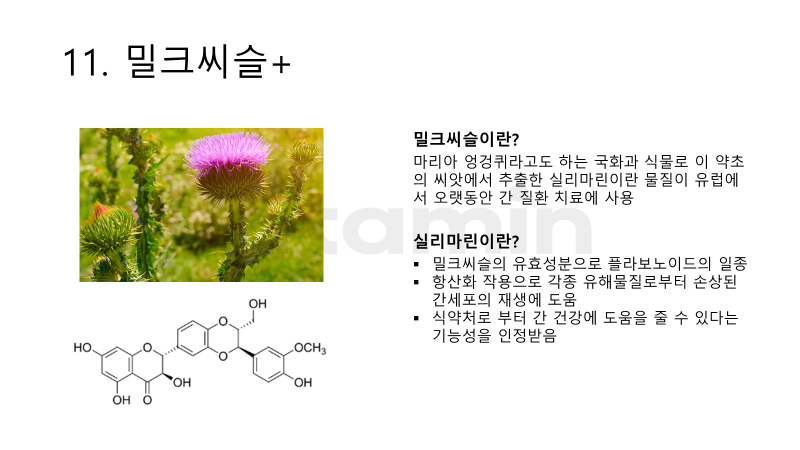 11. 밀크씨슬+
밀크씨슬이란?
마리아 엉겅퀴라고도 하는 국화과 식물로 이 약초
의 씨앗에서 추출한 실리마린이란 물질이 유럽에
서 오랫동안 간 질환 치료에 사용
tamin
실리마린이란?
▪ 밀크씨슬의 유효성분으로 플라보노이드의 일종
▪ 항산화 작용으로 각종 유해물질로부터 손상된
간세포의 재생에 도움
▪ 식약처로 부터 간 건강에 도움을 줄 수 있다는
기능성을 인정받음
OH
HO
O
O
O
OCH3
OH
OH
OH
O